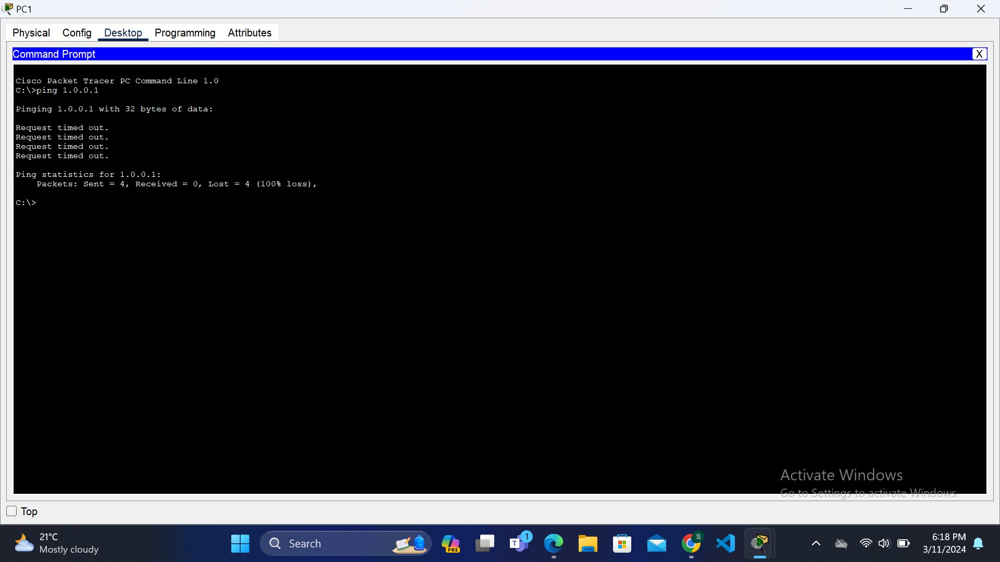 PC1
Physical Config Desktop Programming Attributes
Command Prompt X
Cisco Packet Tracer PC Command Line 1.0
C:\>ping 1.0.0.1
Pinging 1.0.0.1 with 32 bytes of data:
Request timed out.
Request timed out.
Request timed out.
Request timed out.
Ping statistics for 1.0.0.1:
Packets: Sent = 4, Received = 0, Lost = 4 (100% loss),
C:\>
Activate Windows
Go to Settings to activate Windows.
Top
21°C
Mostly cloudy
Search
PRE
T
1
S
6:18 PM
3/11/2024